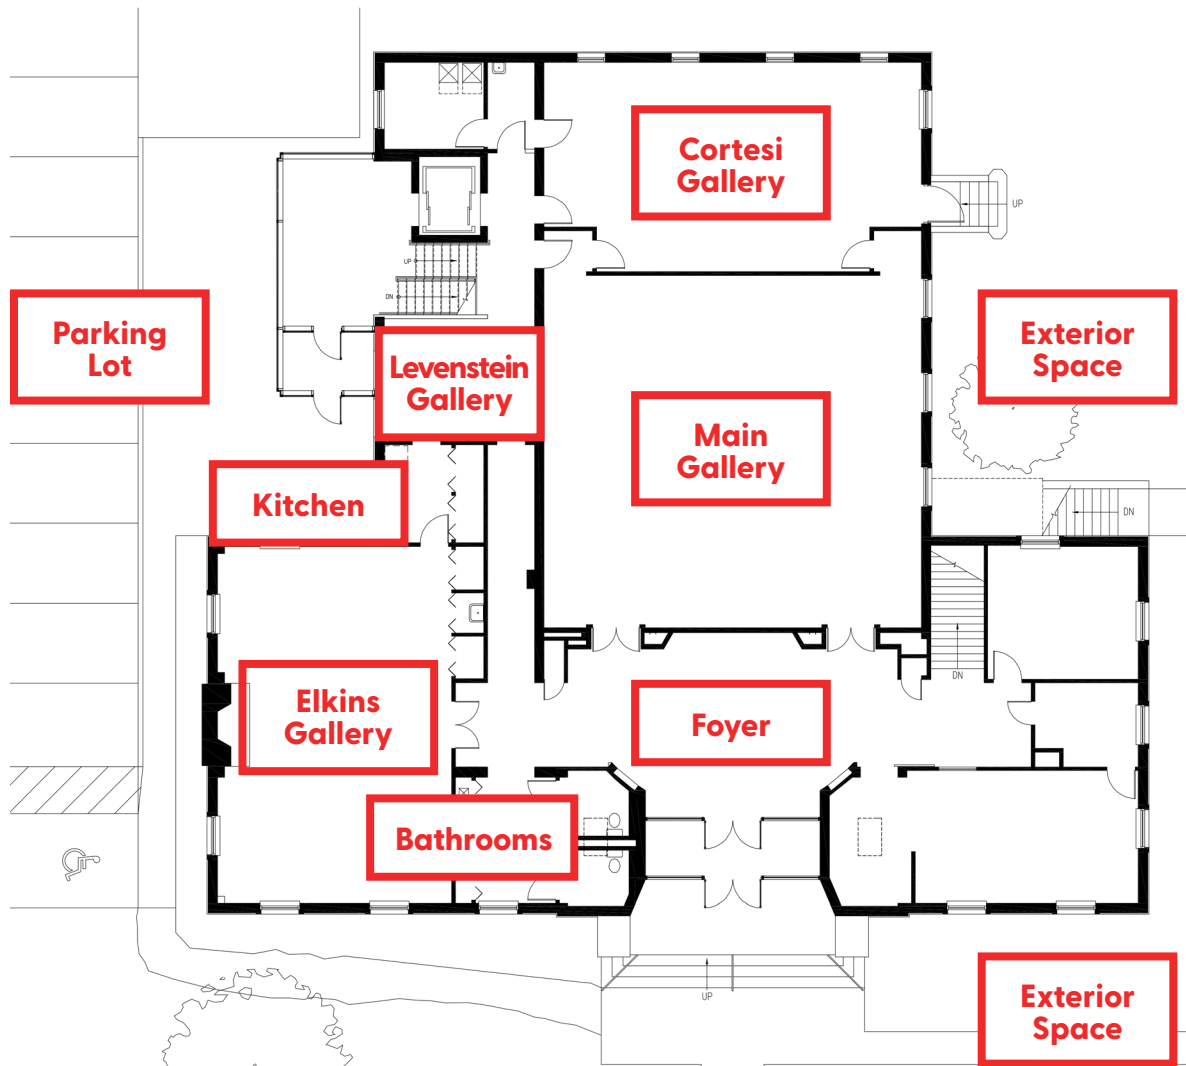 Cortesi
Gallery
UP
UP
DN
Parking
Lot
Levenstein
Gallery
Exterior
Space
Main
Gallery
Kitchen
DN
DN
Elkins
Gallery
Foyer
Bathrooms
UP
Exterior
Space